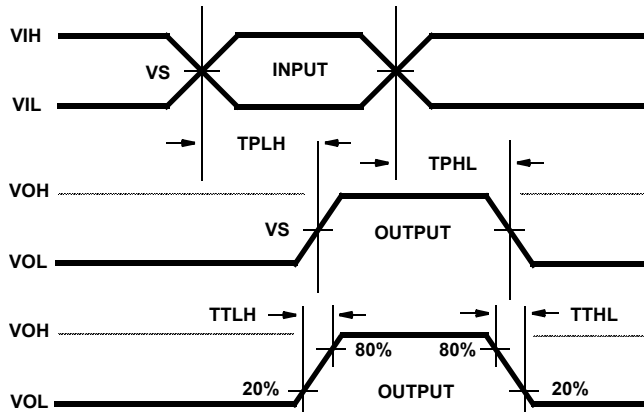 VIH
VS
INPUT
VIL
TPLH
TPHL
VOH
VS
OUTPUT
VOL
TTLH
TTHL
VOH
80%
80%
20%
OUTPUT
20%
VOL